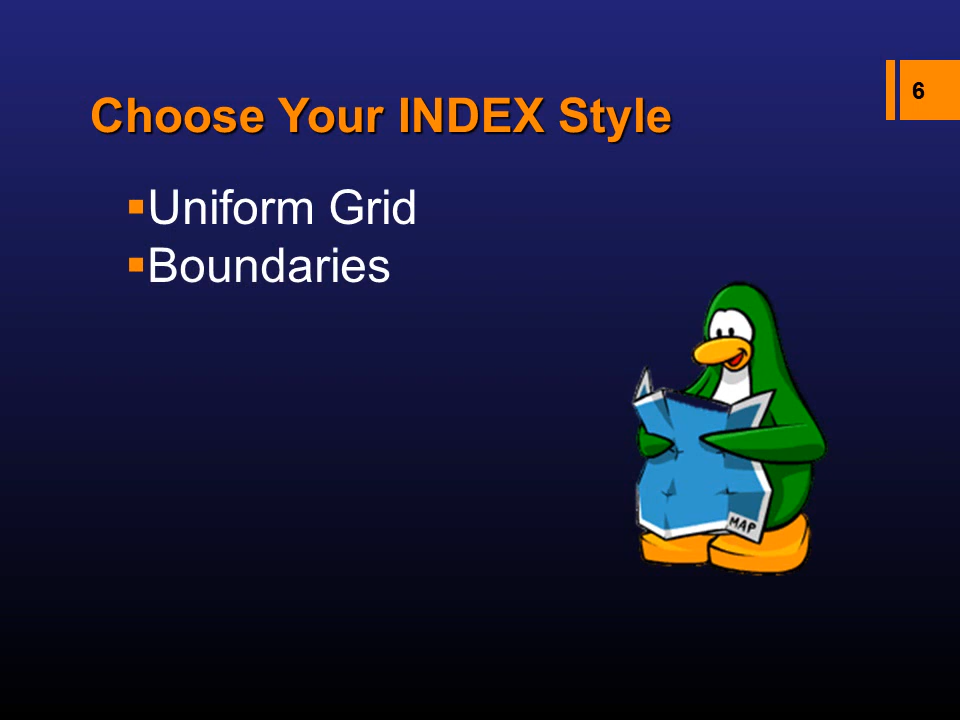 6
Choose Your INDEX Style
▪Uniform Grid
▪Boundaries
MAP